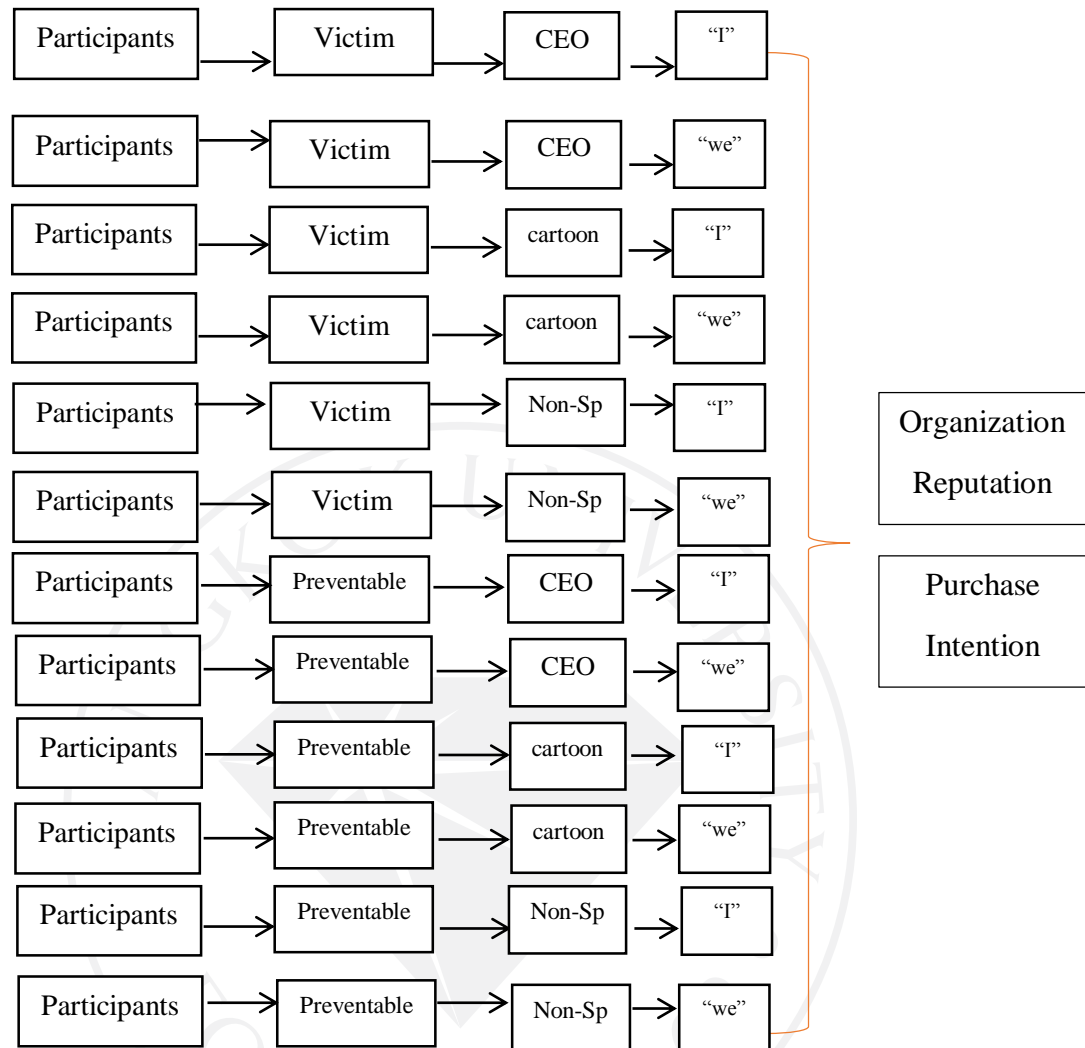 Participants Victim CEO “I”
Participants Victim CEO “we”
Participants Victim cartoon “I”
Participants Victim cartoon “we”
Participants Victim Non-Sp “I”
Participants Victim Non-Sp “we”
Participants Preventable CEO “I”
Participants Preventable CEO “we”
Participants Preventable cartoon “I”
Participants Preventable cartoon “we”
Participants Preventable Non-Sp “I”
Participants Preventable Non-Sp “we”
Organization
Reputation
Purchase
Intention